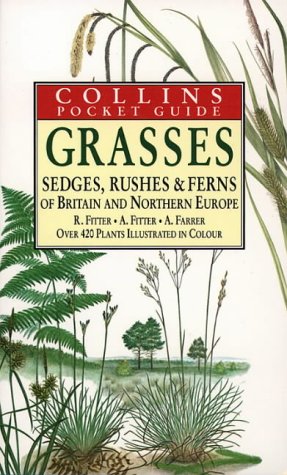 COLLINS
POCKET GUIDE
GRASSES
SEDGES, RUSHES & FERNS
OF BRITAIN AND NORTHERN EUROPE
R. FITTER • A. FITTER • A. FARRER
OVER 420 PLANTS ILLUSTRATED IN COLOUR